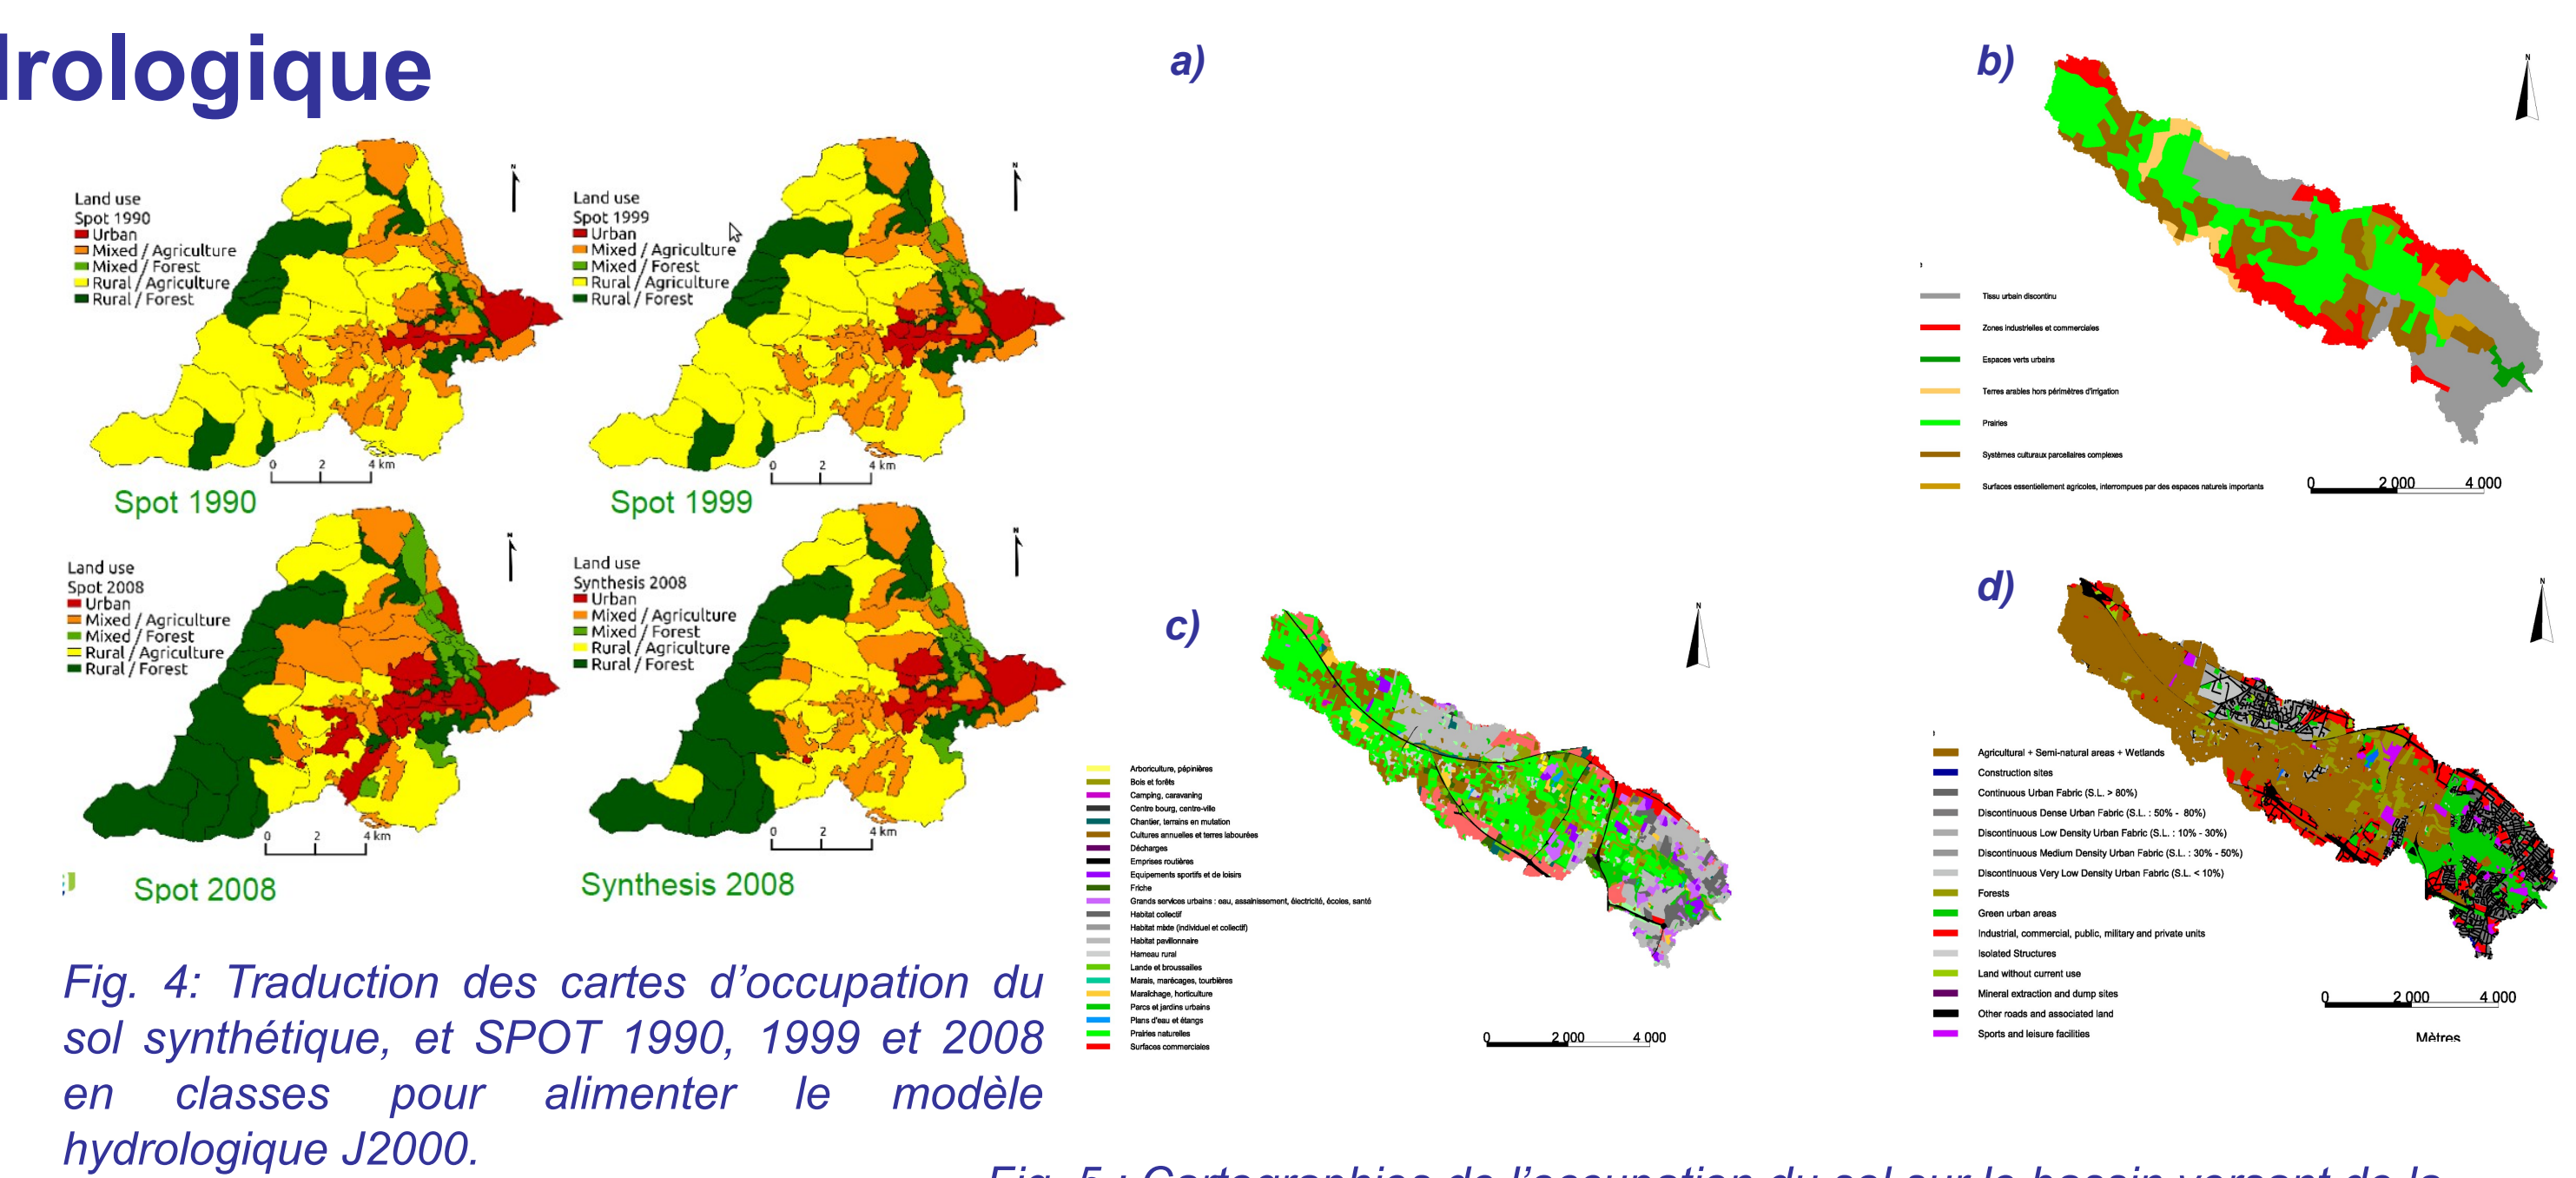 drologique
Land use
Spot 1990
Urban
Mixed / Agriculture
Mixed / Forest
Rural / Agriculture
Rural / Forest
N
0 2 4 km
Spot 1990
Land use
Spot 1999
Urban
Mixed / Agriculture
Mixed / Forest
Rural / Agriculture
Rural / Forest
N
0 2 4 km
Spot 1999
Land use
Spot 2008
Urban
Mixed / Agriculture
Mixed / Forest
Rural / Agriculture
Rural / Forest
N
0 2 4 km
Spot 2008
Land use
Synthesis 2008
Urban
Mixed / Agriculture
Mixed / Forest
Rural / Agriculture
Rural / Forest
N
0 2 4 km
Synthesis 2008
Fig. 4: Traduction des cartes d’occupation du
sol synthétique, et SPOT 1990, 1999 et 2008
en classes pour alimenter le modèle
hydrologique J2000.
a)
b)
N
Tissu urbain discontinu
Zones industrielles et commerciales
Espaces verts urbains
Terres arables hors périmètres d'irrigation
Prairies
Systèmes culturaux parcellaires complexes
Surfaces essentiellement agricoles, interrompues par des espaces naturels importants
0 2 000 4 000
c)
N
Arboriculture, pépinières
Bois et forêts
Camping, caravaning
Centre bourg, centre-ville
Chantier, terrains en mutation
Cultures annuelles et terres labourées
Décharges
Emprises routières
Equipements sportifs et de loisirs
Friche
Grands services urbains : eau, assainissement, électricité, écoles, santé
Habitat collectif
Habitat mixte (individuel et collectif)
Habitat pavillonnaire
Hameau rural
Lande et broussailles
Marais, marécages, tourbières
Maraîchage, horticulture
Parcs et jardins urbains
Plans d'eau et étangs
Prairies naturelles
Surfaces commerciales
0 2 000 4 000
d)
N
Agricultural + Semi-natural areas + Wetlands
Construction sites
Continuous Urban Fabric (S.L. > 80%)
Discontinuous Dense Urban Fabric (S.L. : 50% - 80%)
Discontinuous Low Density Urban Fabric (S.L. : 10% - 30%)
Discontinuous Medium Density Urban Fabric (S.L. : 30% - 50%)
Discontinuous Very Low Density Urban Fabric (S.L. < 10%)
Forests
Green urban areas
Industrial, commercial, public, military and private units
Isolated Structures
Land without current use
Mineral extraction and dump sites
Other roads and associated land
Sports and leisure facilities
0 2 000 4 000
Mètres
Fig. 5 : Cartographies de l’occupation du sol sur le bassin versant de la